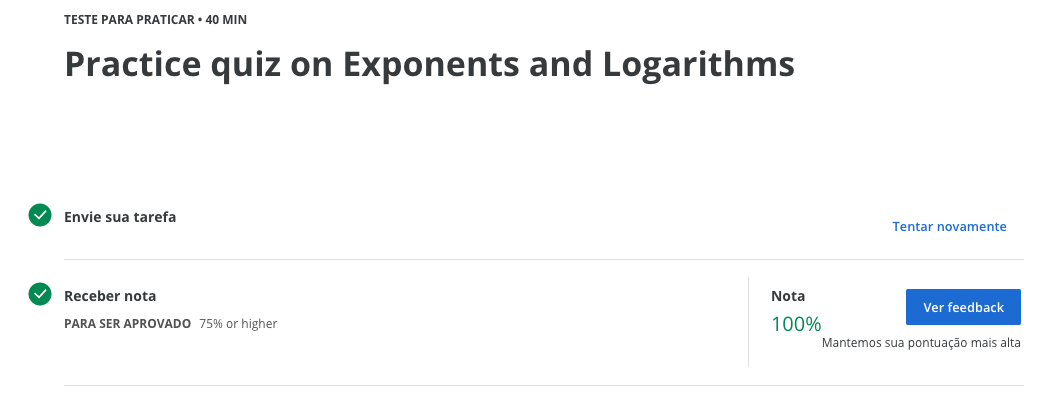 TESTE PARA PRATICAR • 40 MIN
Practice quiz on Exponents and Logarithms
Envie sua tarefa
Tentar novamente
Receber nota
PARA SER APROVADO 75% or higher
Nota
100%
Ver feedback
Mantemos sua pontuação mais alta